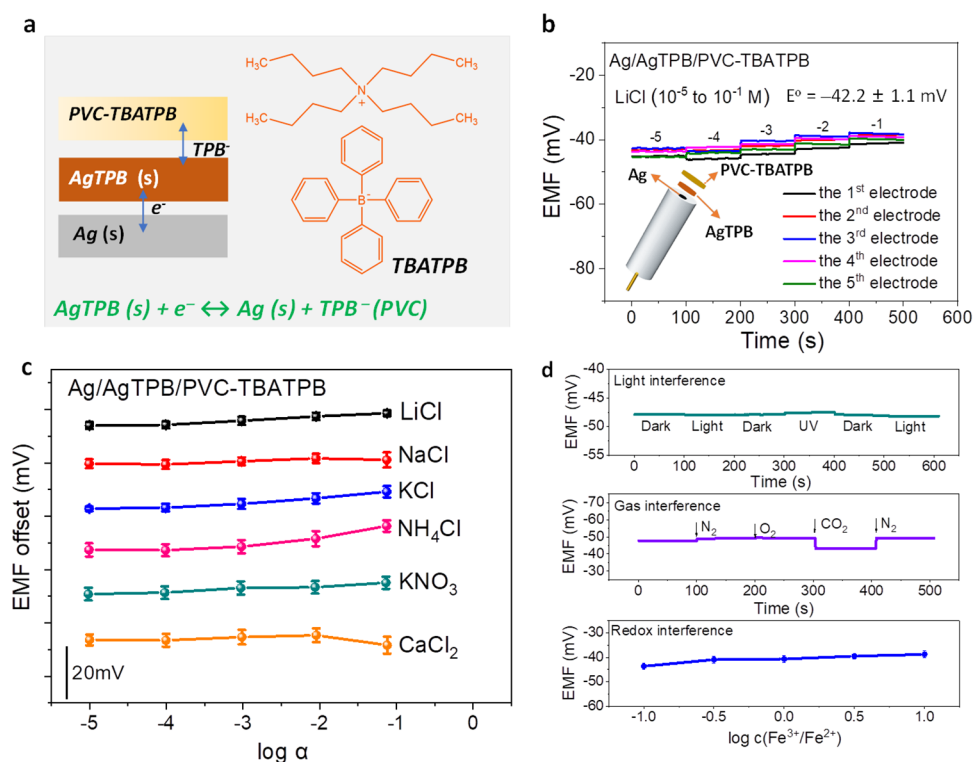 a
PVC-TBATPB
TPB⁻
AgTPB (s)
e⁻
Ag (s)
H₃C
CH₃
N
+
H₃C
CH₃
B⁻
TBATPB
AgTPB (s) + e⁻ ↔ Ag (s) + TPB⁻ (PVC)
b
Ag/AgTPB/PVC-TBATPB
LiCl (10⁻⁵ to 10⁻¹ M) Eᵒ = −42.2 ± 1.1 mV
-5 -4 -3 -2 -1
Ag
PVC-TBATPB
AgTPB
the 1ˢᵗ electrode
the 2ⁿᵈ electrode
the 3ʳᵈ electrode
the 4ᵗʰ electrode
the 5ᵗʰ electrode
EMF (mV)
-20
-40
-60
-80
0 100 200 300 400 500 600
Time (s)
c
Ag/AgTPB/PVC-TBATPB
LiCl
NaCl
KCl
NH₄Cl
KNO₃
CaCl₂
20mV
EMF offset (mV)
-5 -4 -3 -2 -1 0
log α
d
Light interference
EMF (mV)
-40
-45
-50
-55
Dark Light Dark UV Dark Light
0 100 200 300 400 500 600
Time (s)
Gas interference
EMF (mV)
-70
-60
-50
-40
-30
N₂ O₂ CO₂ N₂
0 100 200 300 400 500
Time (s)
Redox interference
EMF (mV)
-30
-40
-50
-60
-1.0 -0.5 0.0 0.5 1.0
log c(Fe³⁺/Fe²⁺)